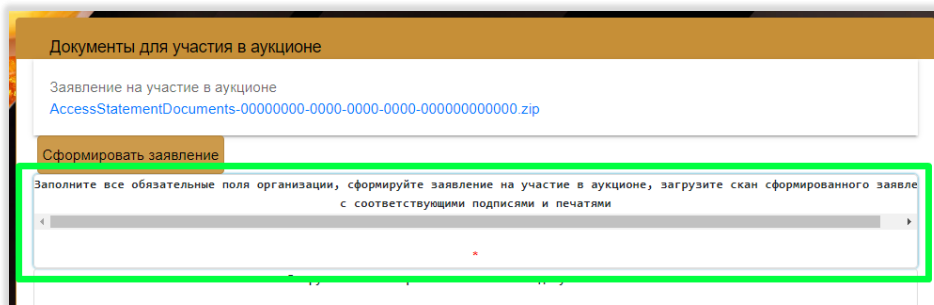 Документы для участия в аукционе
Заявление на участие в аукционе
AccessStatementDocuments-00000000-0000-0000-0000-000000000000.zip
Сформировать заявление
Заполните все обязательные поля организации, сформируйте заявление на участие в аукционе, загрузите скан сформированного заявле
с соответствующими подписями и печатями
*